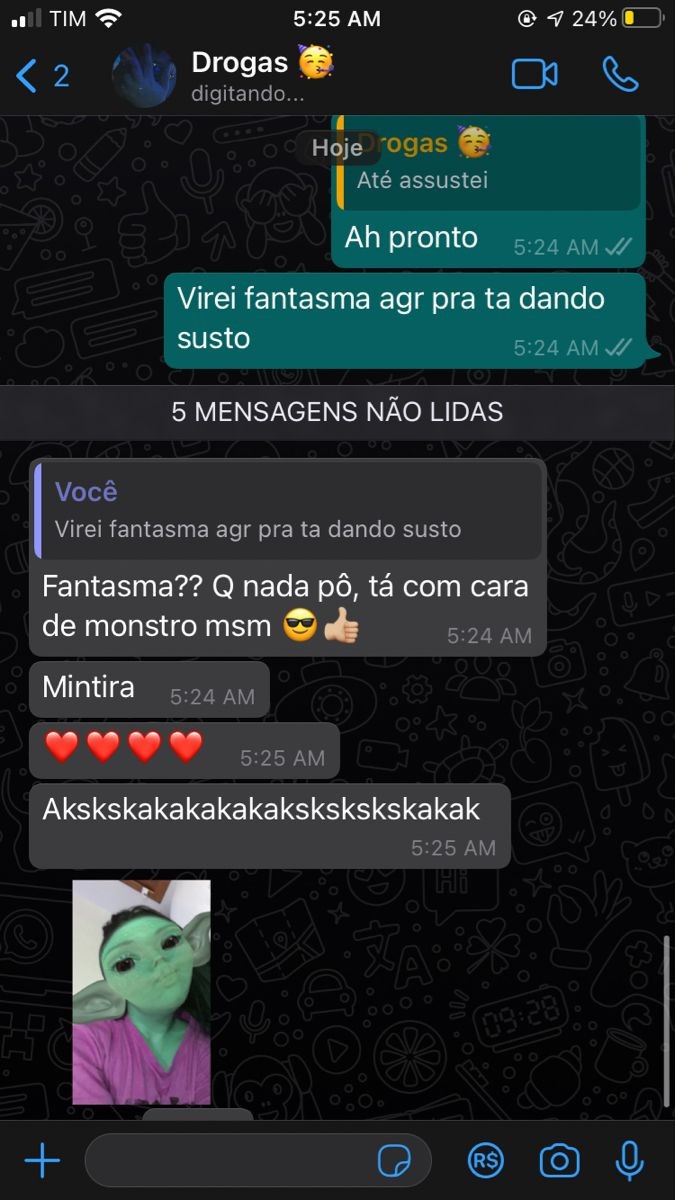 TIM 5:25 AM 24%
2 Drogas 🥳
digitando...
Hoje
Drogas 🥳
Até assustei
Ah pronto 5:24 AM
Virei fantasma agr pra ta dando
susto 5:24 AM
5 MENSAGENS NÃO LIDAS
Você
Virei fantasma agr pra ta dando susto
Fantasma?? Q nada pô, tá com cara
de monstro msm 😎👍🏼 5:24 AM
Mintira 5:24 AM
❤️❤️❤️❤️ 5:25 AM
Akskskakakakakakskskskskakak
5:25 AM
R$